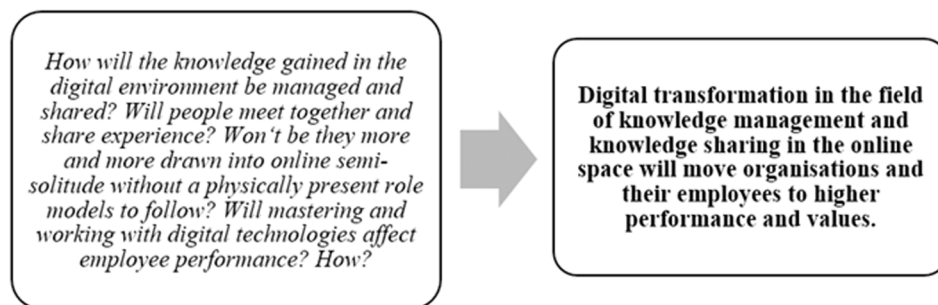 How will the knowledge gained in the
digital environment be managed and
shared? Will people meet together and
share experience? Won‘t be they more
and more drawn into online semi-
solitude without a physically present role
models to follow? Will mastering and
working with digital technologies affect
employee performance? How?
Digital transformation in the field
of knowledge management and
knowledge sharing in the online
space will move organisations and
their employees to higher
performance and values.